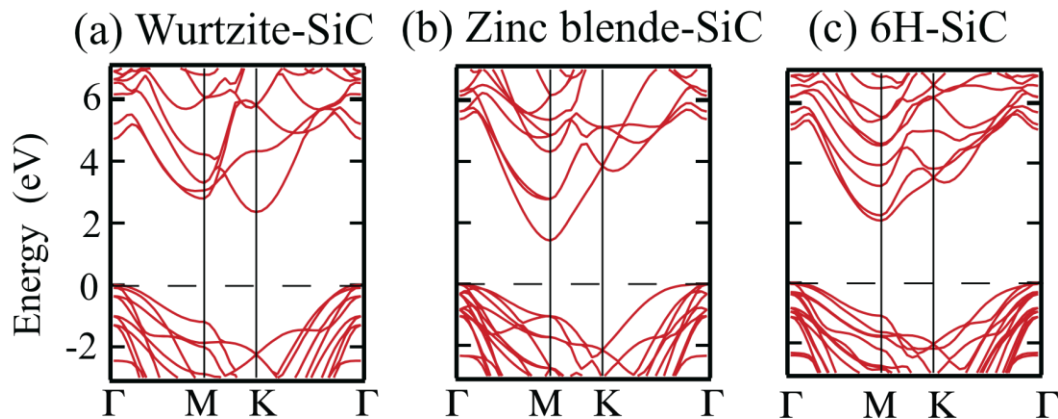 (a) Wurtzite-SiC (b) Zinc blende-SiC (c) 6H-SiC
Energy (eV)
6
4
2
0
-2
Γ M K Γ Γ M K Γ Γ M K Γ